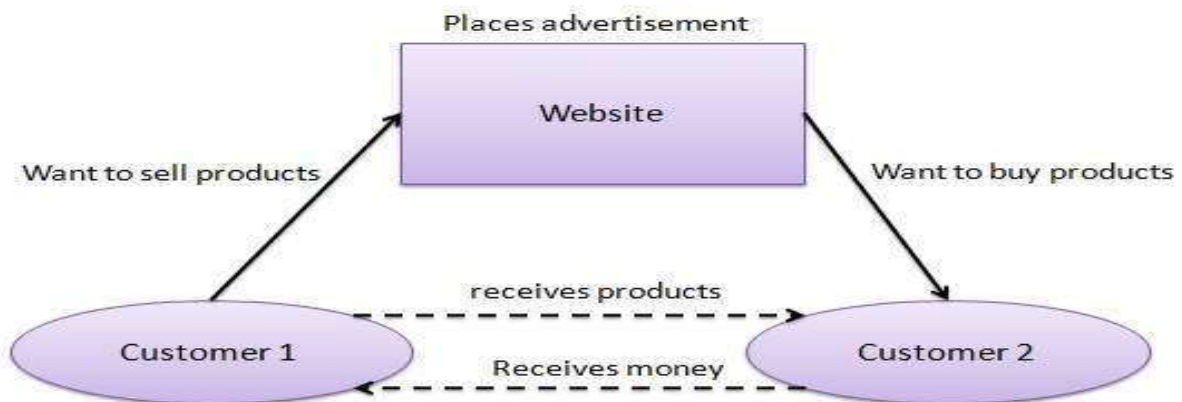 Places advertisement
Website
Want to sell products
Want to buy products
receives products
Customer 1
Customer 2
Receives money